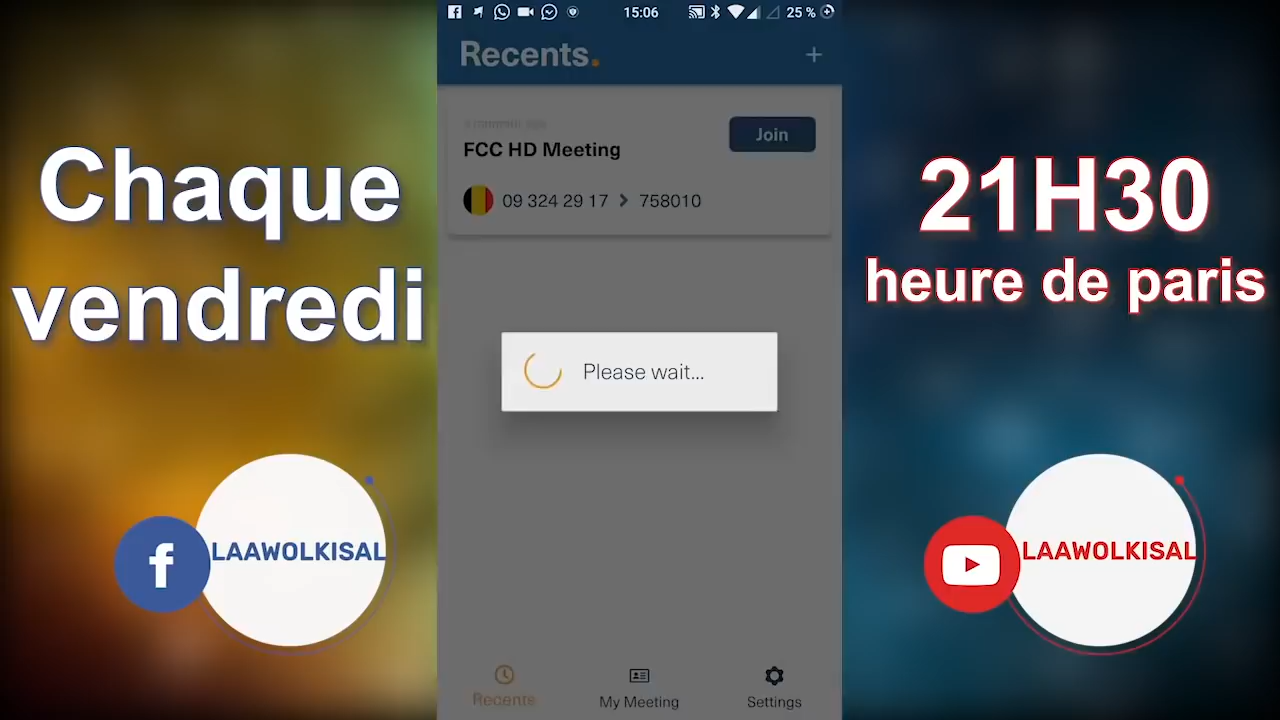 Chaque
vendredi
15:06
25 %
Recents.
+
FCC HD Meeting
Join
09 324 29 17 > 758010
Please wait...
Recents
My Meeting
Settings
21H30
heure de paris
f
LAAWOLKISAL
LAAWOLKISAL